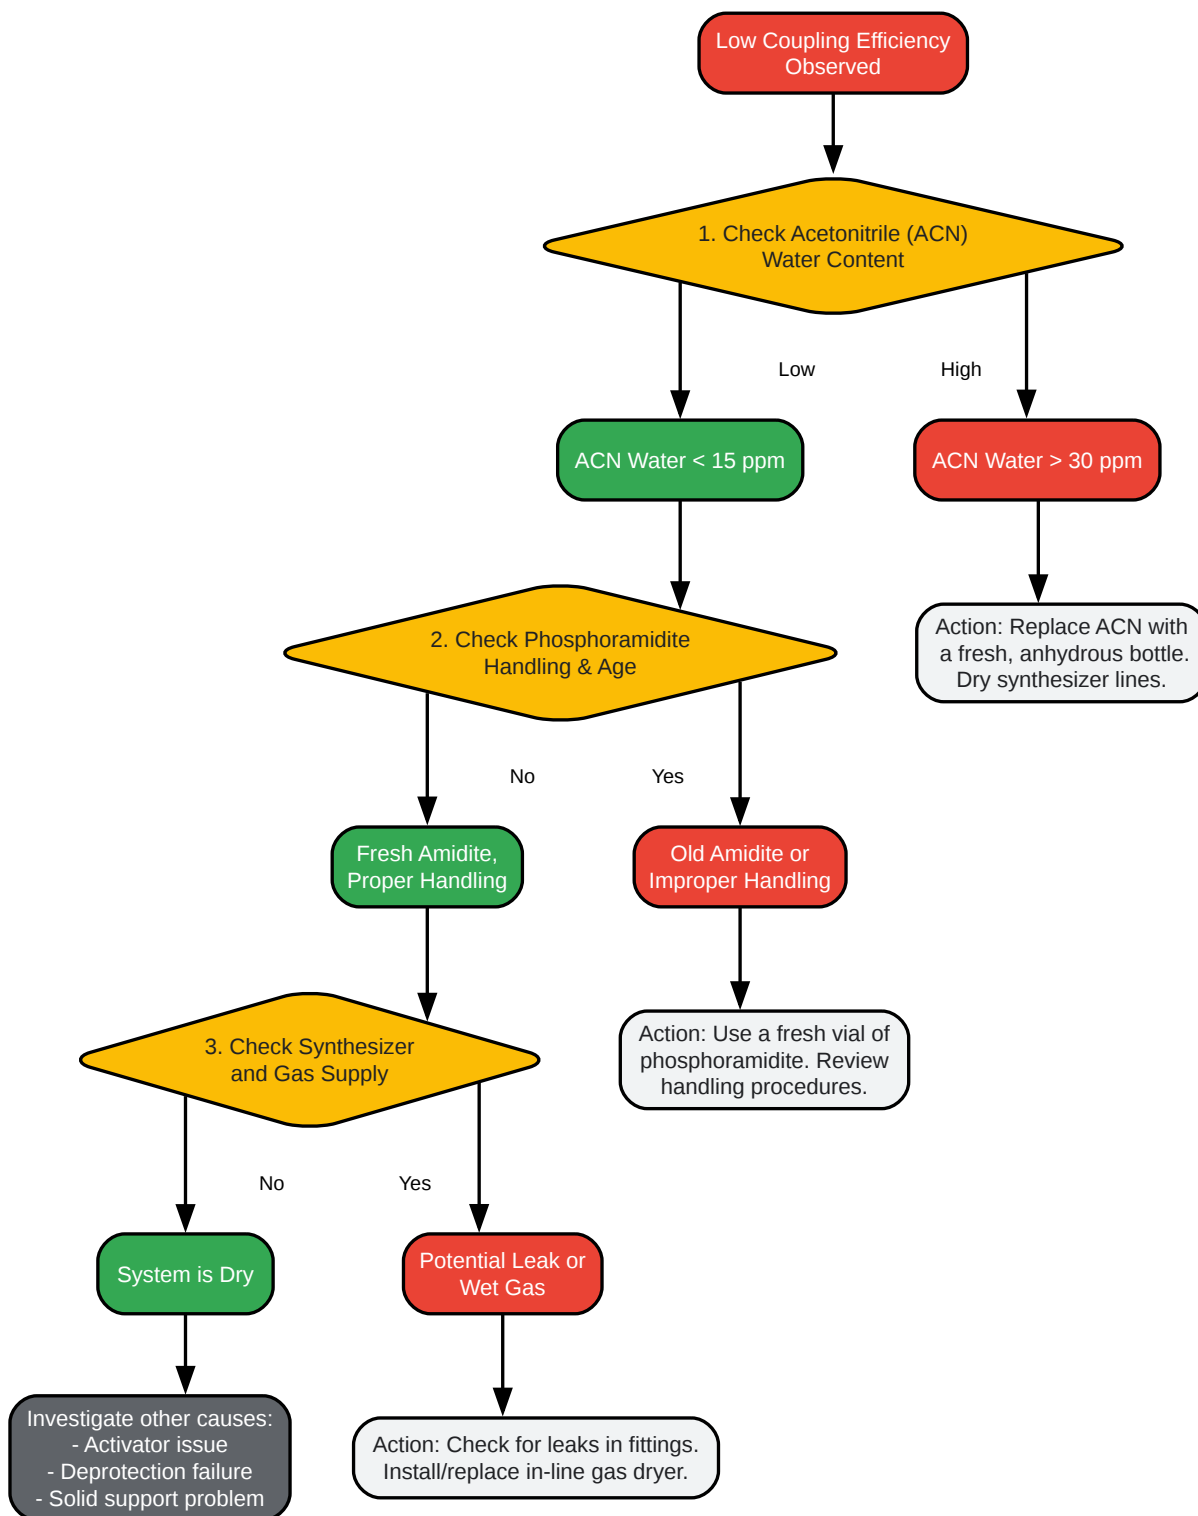 Low Coupling Efficiency
Observed
1. Check Acetonitrile (ACN)
Water Content
Low
High
ACN Water < 15 ppm
ACN Water > 30 ppm
Action: Replace ACN with
a fresh, anhydrous bottle.
Dry synthesizer lines.
2. Check Phosphoramidite
Handling & Age
No
Yes
Fresh Amidite,
Proper Handling
Old Amidite or
Improper Handling
Action: Use a fresh vial of
phosphoramidite. Review
handling procedures.
3. Check Synthesizer
and Gas Supply
No
Yes
System is Dry
Potential Leak or
Wet Gas
Investigate other causes:
- Activator issue
- Deprotection failure
- Solid support problem
Action: Check for leaks in fittings.
Install/replace in-line gas dryer.